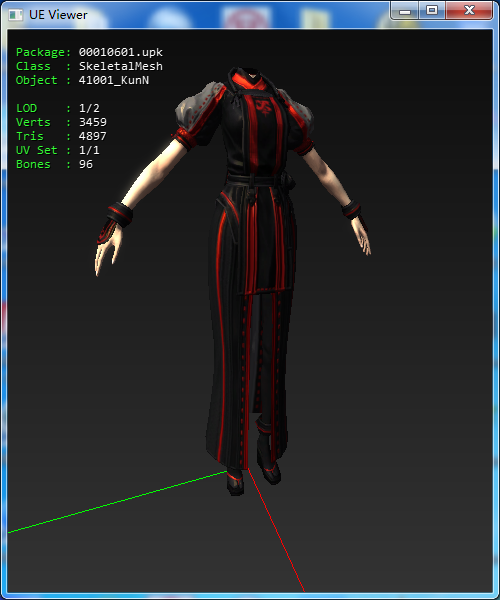 UE Viewer
Package: 00010601.upk
Class : SkeletalMesh
Object : 41001_KunN
LOD : 1/2
Verts : 3459
Tris : 4897
UV Set : 1/1
Bones : 96